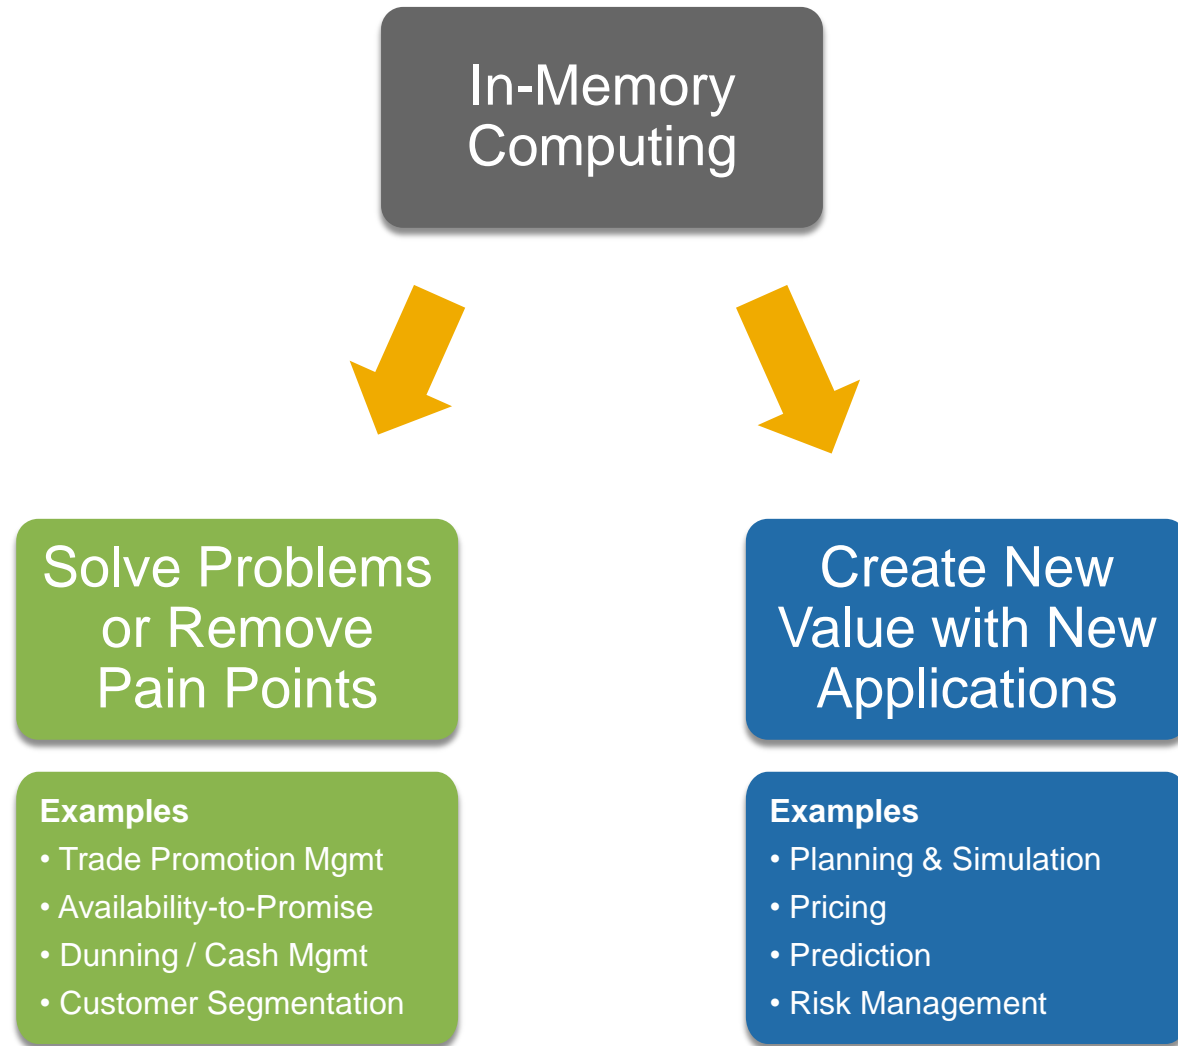 In-Memory
Computing
Solve Problems
or Remove
Pain Points
Examples
• Trade Promotion Mgmt
• Availability-to-Promise
• Dunning / Cash Mgmt
• Customer Segmentation
Create New
Value with New
Applications
Examples
• Planning & Simulation
• Pricing
• Prediction
• Risk Management